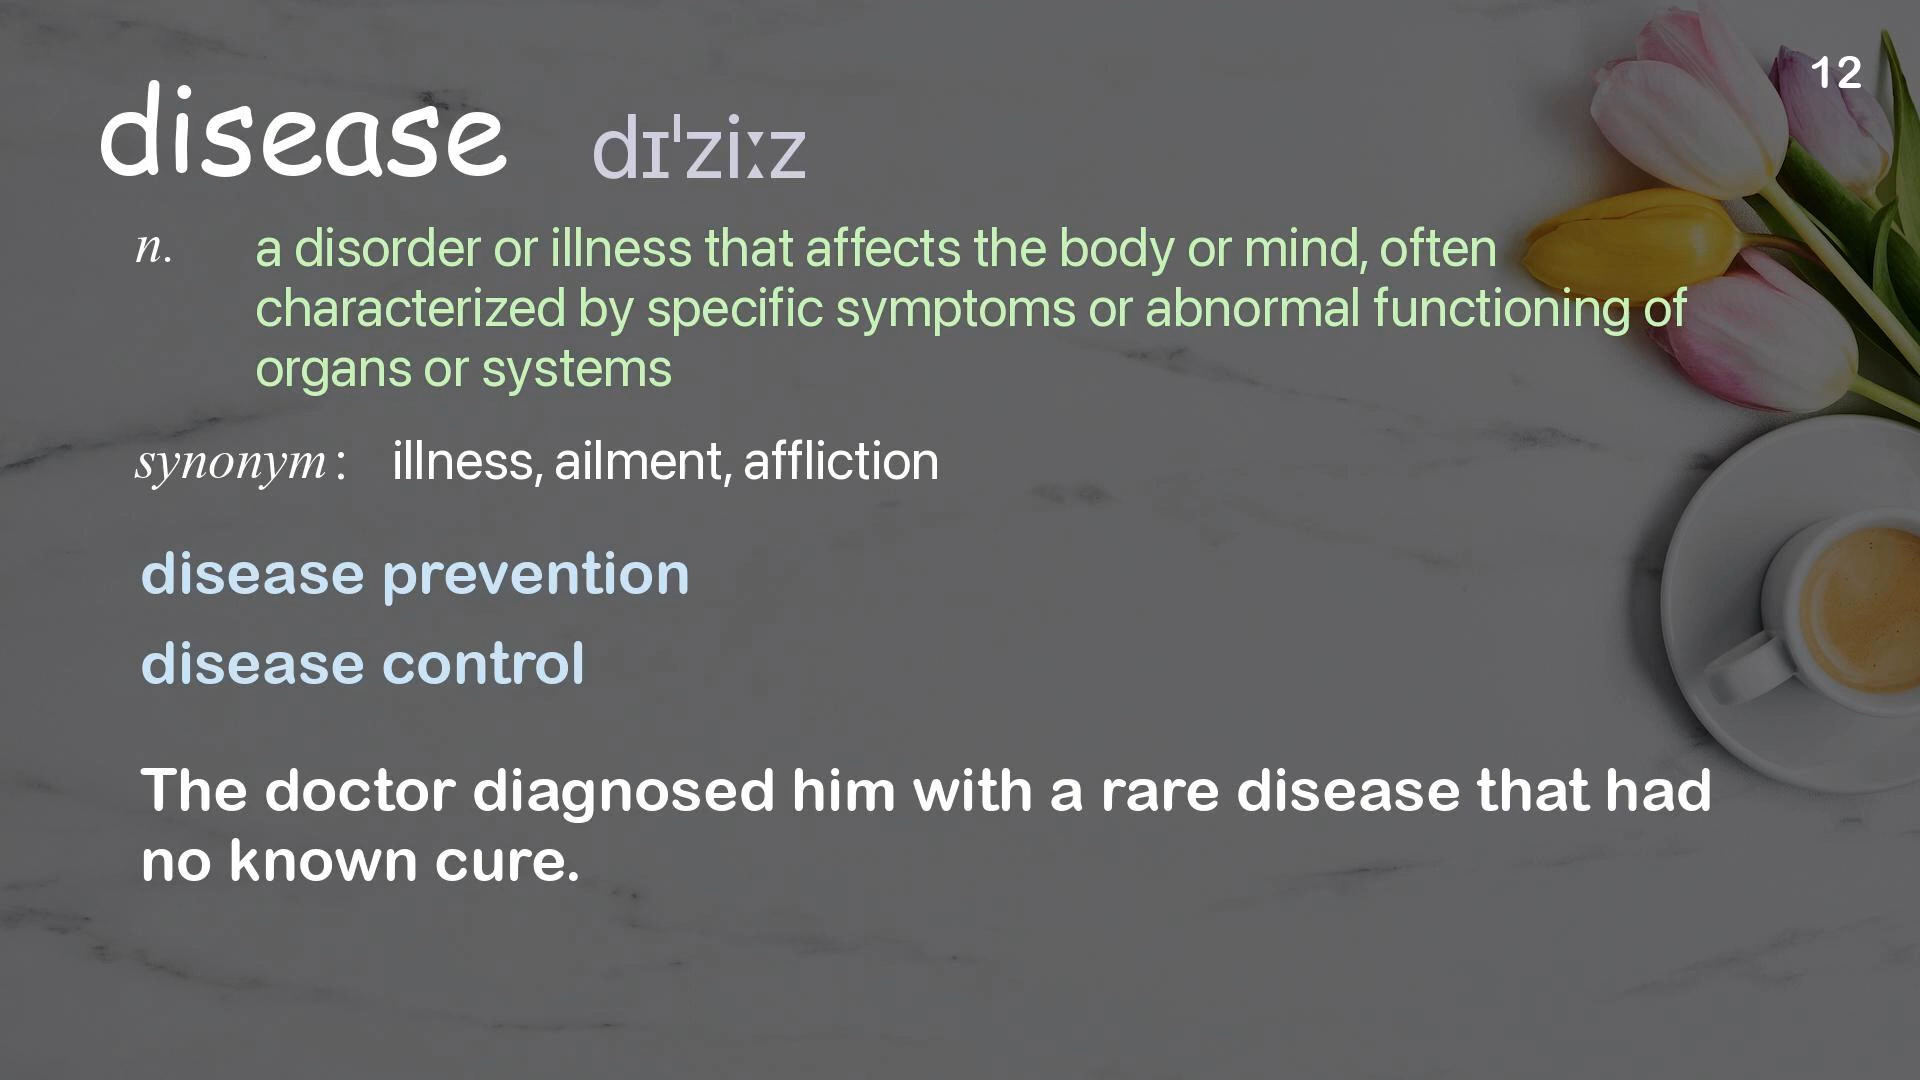 12
disease dɪˈziːz
n. a disorder or illness that affects the body or mind, often
characterized by specific symptoms or abnormal functioning of
organs or systems
synonym: illness, ailment, affliction
disease prevention
disease control
The doctor diagnosed him with a rare disease that had
no known cure.